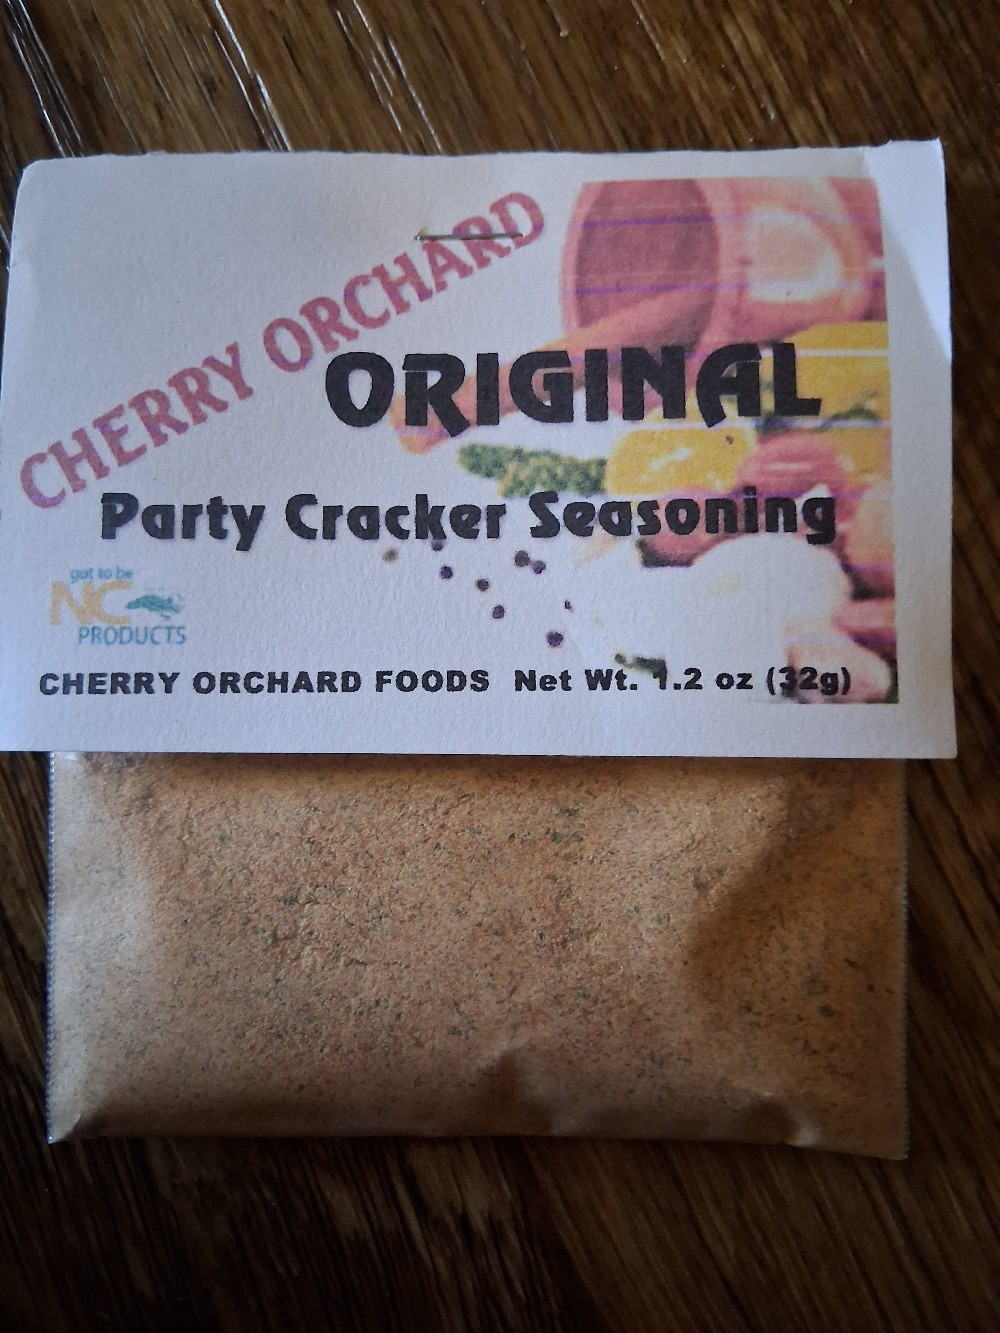 CHERRY ORCHARD
ORIGINAL
Party Cracker Seasoning
got to be
NC
PRODUCTS
CHERRY ORCHARD FOODS Net Wt. 1.2 oz (32g)